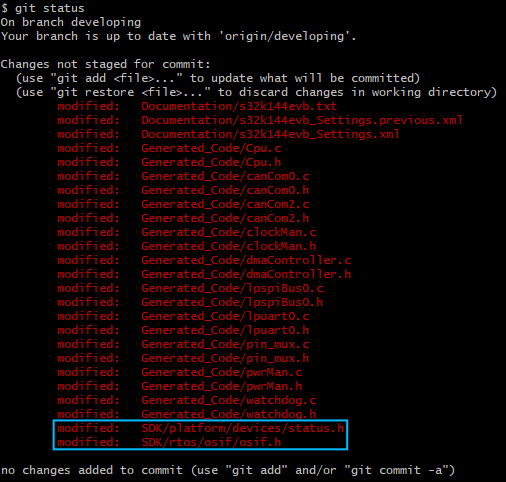 $ git status
On branch developing
Your branch is up to date with 'origin/developing'.
Changes not staged for commit:
(use "git add <file>..." to update what will be committed)
(use "git restore <file>..." to discard changes in working directory)
modified: Documentation/s32k144evb.txt
modified: Documentation/s32k144evb_Settings.previous.xml
modified: Documentation/s32k144evb_Settings.xml
modified: Generated_Code/Cpu.c
modified: Generated_Code/Cpu.h
modified: Generated_Code/canCom0.c
modified: Generated_Code/canCom0.h
modified: Generated_Code/canCom2.c
modified: Generated_Code/canCom2.h
modified: Generated_Code/clockMan.c
modified: Generated_Code/clockMan.h
modified: Generated_Code/dmaController.c
modified: Generated_Code/dmaController.h
modified: Generated_Code/lpspiBus0.c
modified: Generated_Code/lpspiBus0.h
modified: Generated_Code/lpuart0.c
modified: Generated_Code/lpuart0.h
modified: Generated_Code/pin_mux.c
modified: Generated_Code/pin_mux.h
modified: Generated_Code/pwrMan.c
modified: Generated_Code/pwrMan.h
modified: Generated_Code/watchdog.c
modified: Generated_Code/watchdog.h
modified: SDK/platform/devices/status.h
modified: SDK/rtos/osif/osif.h
no changes added to commit (use "git add" and/or "git commit -a")